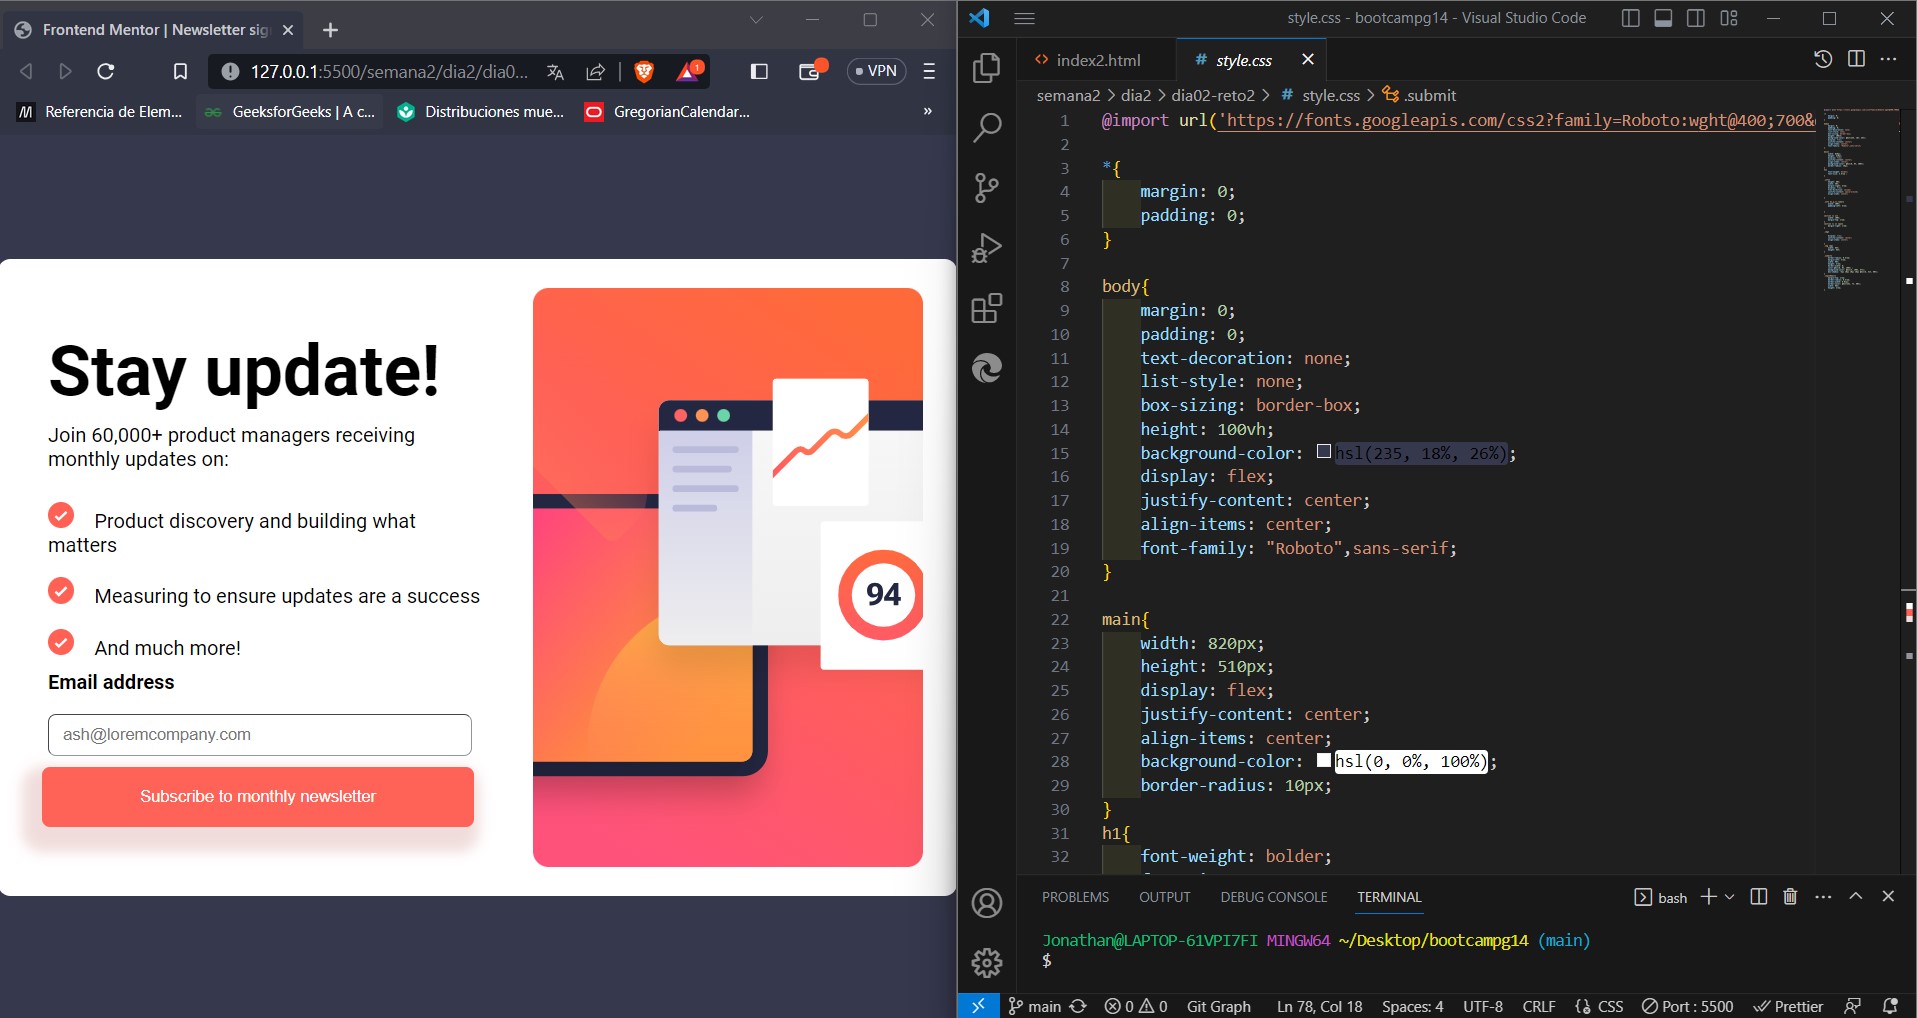 Frontend Mentor | Newsletter sig
127.0.0.1:5500/semana2/dia2/dia0...
1
VPN
Referencia de Elem...
GeeksforGeeks | A c...
Distribuciones mue...
GregorianCalendar...
»
Stay update!
Join 60,000+ product managers receiving
monthly updates on:
Product discovery and building what
matters
Measuring to ensure updates are a success
And much more!
Email address
ash@loremcompany.com
Subscribe to monthly newsletter
94
style.css - bootcampg14 - Visual Studio Code
index2.html
# style.css
semana2 > dia2 > dia02-reto2 > # style.css > .submit
1 @import url('https://fonts.googleapis.com/css2?family=Roboto:wght@400;700&
2
3 *{
4 margin: 0;
5 padding: 0;
6 }
7
8 body{
9 margin: 0;
10 padding: 0;
11 text-decoration: none;
12 list-style: none;
13 box-sizing: border-box;
14 height: 100vh;
15 background-color: hsl(235, 18%, 26%);
16 display: flex;
17 justify-content: center;
18 align-items: center;
19 font-family: "Roboto",sans-serif;
20 }
21
22 main{
23 width: 820px;
24 height: 510px;
25 display: flex;
26 justify-content: center;
27 align-items: center;
28 background-color: hsl(0, 0%, 100%);
29 border-radius: 10px;
30 }
31 h1{
32 font-weight: bolder;
PROBLEMS
OUTPUT
DEBUG CONSOLE
TERMINAL
bash
Jonathan@LAPTOP-61VPI7FI MINGW64 ~/Desktop/bootcampg14 (main)
$
main
0 0
Git Graph
Ln 78, Col 18
Spaces: 4
UTF-8
CRLF
CSS
Port : 5500
Prettier